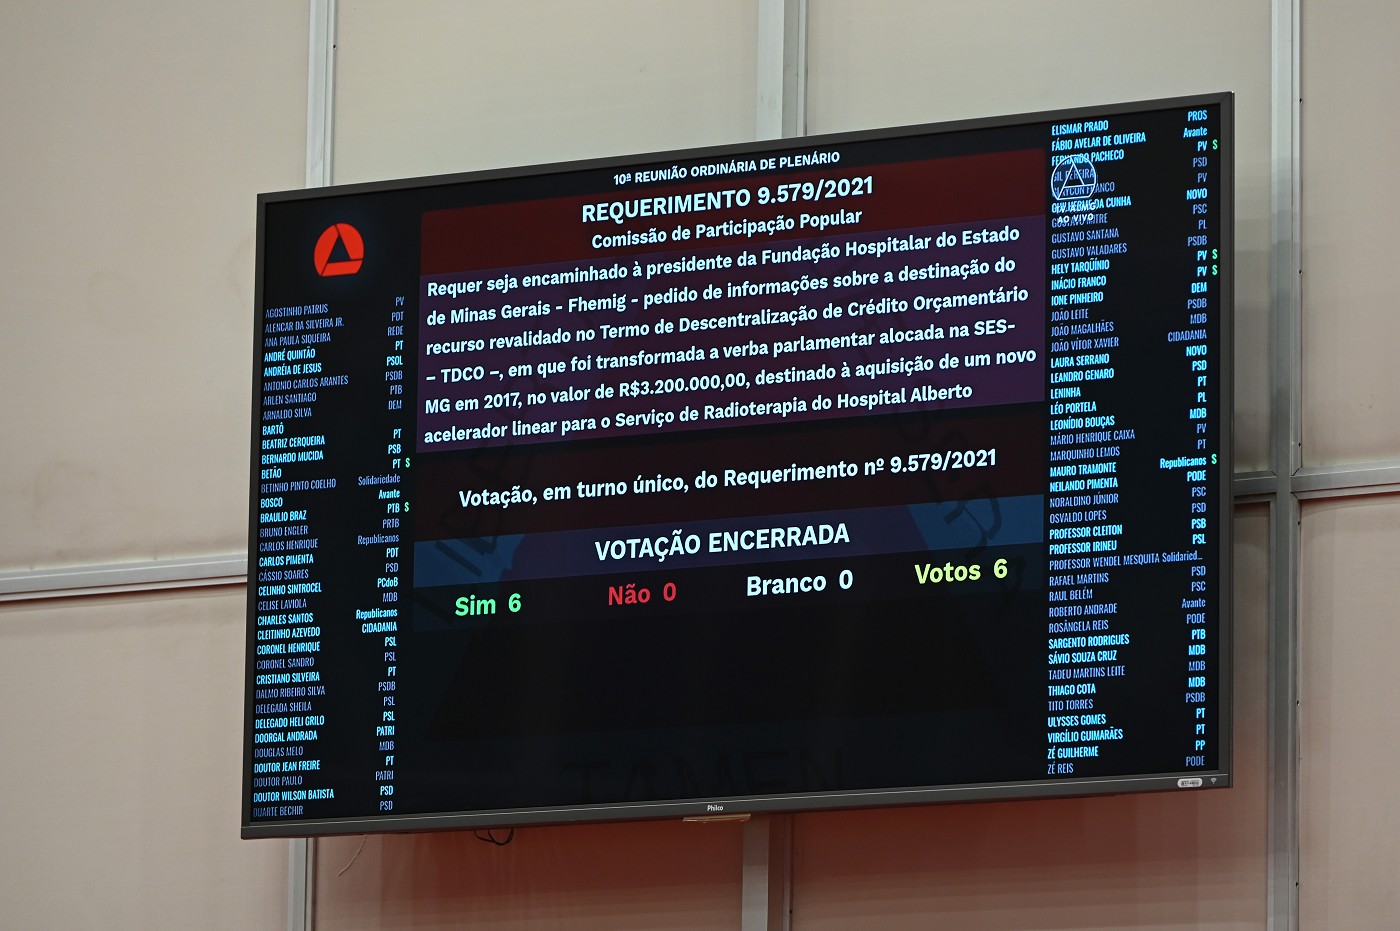 10ª REUNIÃO ORDINÁRIA DE PLENÁRIO
REQUERIMENTO 9.579/2021
Comissão de Participação Popular
Requer seja encaminhado à presidente da Fundação Hospitalar do Estado
de Minas Gerais - Fhemig - pedido de informações sobre a destinação do
recurso revalidado no Termo de Descentralização de Crédito Orçamentário
– TDCO –, em que foi transformada a verba parlamentar alocada na SES-
MG em 2017, no valor de R$3.200.000,00, destinado à aquisição de um novo
acelerador linear para o Serviço de Radioterapia do Hospital Alberto
Votação, em turno único, do Requerimento nº 9.579/2021
VOTAÇÃO ENCERRADA
Sim 6 Não 0 Branco 0 Votos 6
AGOSTINHO PATRUS PV
ALENCAR DA SILVEIRA JR. PDT
ANA PAULA SIQUEIRA REDE
ANDRÉ QUINTÃO PT
ANDRÉIA DE JESUS PSOL
ANTONIO CARLOS ARANTES PSDB
ARLEN SANTIAGO PTB
ARNALDO SILVA DEM
BARTÔ
BEATRIZ CERQUEIRA PT
BERNARDO MUCIDA PSB
BETÃO PT S
BETINHO PINTO COELHO Solidariedade
BOSCO Avante
BRAULIO BRAZ PTB S
BRUNO ENGLER PRTB
CARLOS HENRIQUE Republicanos
CARLOS PIMENTA PDT
CÁSSIO SOARES PSD
CELINHO SINTROCEL PCdoB
CELISE LAVIOLA MDB
CHARLES SANTOS Republicanos
CLEITINHO AZEVEDO CIDADANIA
CORONEL HENRIQUE PSL
CORONEL SANDRO PSL
CRISTIANO SILVEIRA PT
DALMO RIBEIRO SILVA PSDB
DELEGADA SHEILA PSL
DELEGADO HELI GRILO PSL
DOORGAL ANDRADA PATRI
DOUGLAS MELO MDB
DOUTOR JEAN FREIRE PT
DOUTOR PAULO PATRI
DOUTOR WILSON BATISTA PSD
DUARTE BECHIR PSD
ELISMAR PRADO PROS
FÁBIO AVELAR DE OLIVEIRA Avante
FERNANDO PACHECO PV S
GIL PEREIRA PSD
GLAYCON FRANCO PV
GUILHERME DA CUNHA NOVO
GUSTAVO MITRE PSC
GUSTAVO SANTANA PL
GUSTAVO VALADARES PSDB
HELY TARQÜÍNIO PV S
INÁCIO FRANCO PV S
IONE PINHEIRO DEM
JOÃO LEITE PSDB
JOÃO MAGALHÃES MDB
JOÃO VÍTOR XAVIER CIDADANIA
LAURA SERRANO NOVO
LEANDRO GENARO PSD
LENINHA PT
LÉO PORTELA PL
LEONÍDIO BOUÇAS MDB
MÁRIO HENRIQUE CAIXA PV
MARQUINHO LEMOS PT
MAURO TRAMONTE Republicanos S
NEILANDO PIMENTA PODE
NORALDINO JÚNIOR PSC
OSVALDO LOPES PSD
PROFESSOR CLEITON PSB
PROFESSOR IRINEU PSL
PROFESSOR WENDEL MESQUITA Solidaried...
RAFAEL MARTINS PSD
RAUL BELÉM PSC
ROBERTO ANDRADE Avante
ROSÂNGELA REIS PODE
SARGENTO RODRIGUES PTB
SÁVIO SOUZA CRUZ MDB
TADEU MARTINS LEITE MDB
THIAGO COTA MDB
TITO TORRES PSDB
ULYSSES GOMES PT
VIRGÍLIO GUIMARÃES PT
ZÉ GUILHERME PP
ZÉ REIS PODE
AO VIVO
Philco